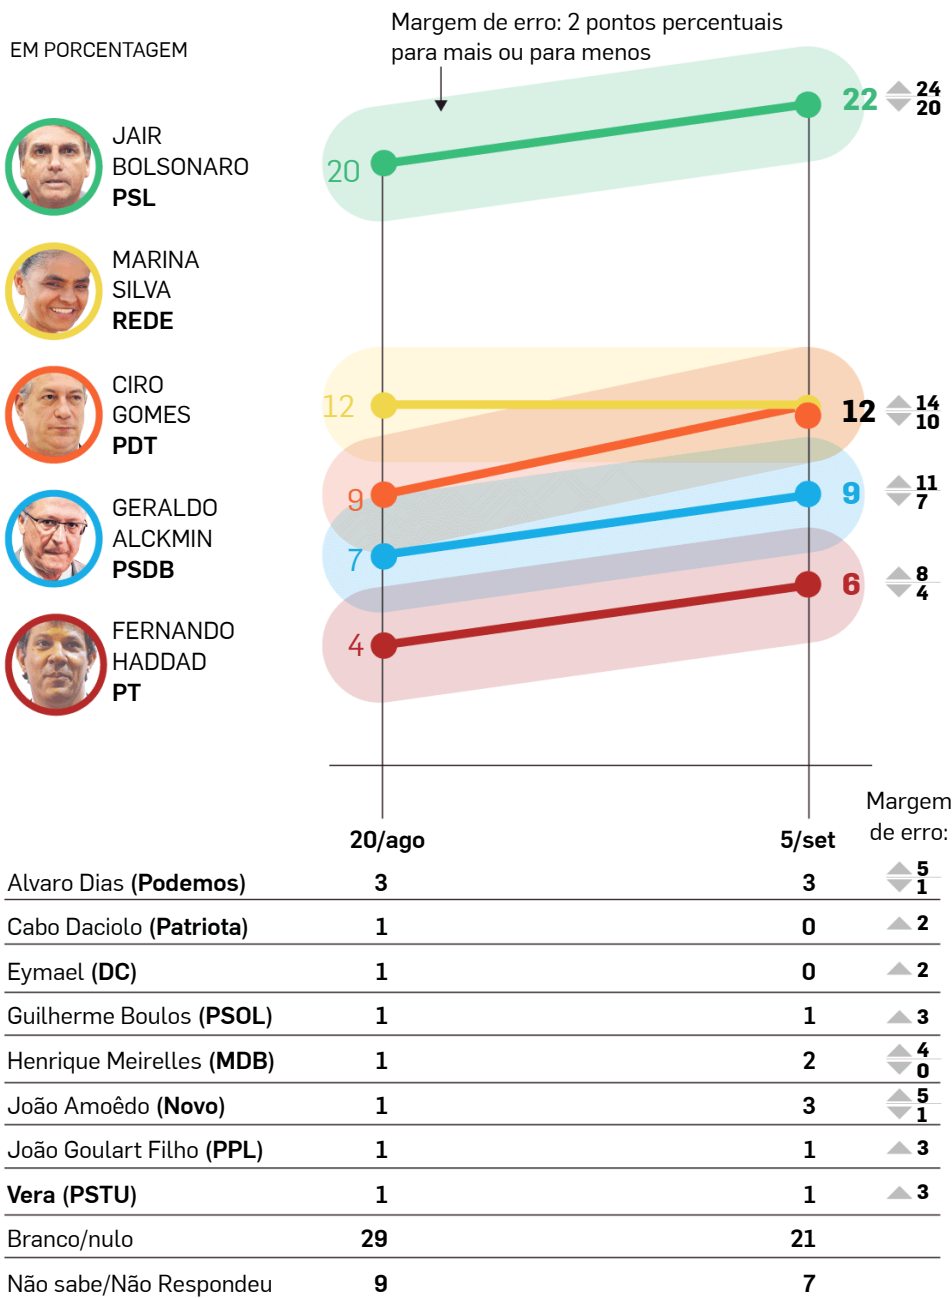 Margem de erro: 2 pontos percentuais
para mais ou para menos
EM PORCENTAGEM
JAIR
BOLSONARO
PSL
20
22
24
20
MARINA
SILVA
REDE
12
CIRO
GOMES
PDT
9
12
14
10
GERALDO
ALCKMIN
PSDB
7
9
11
7
FERNANDO
HADDAD
PT
4
6
8
4
20/ago 5/set
Margem
de erro:
Alvaro Dias (Podemos) 3 3 5
1
Cabo Daciolo (Patriota) 1 0 2
Eymael (DC) 1 0 2
Guilherme Boulos (PSOL) 1 1 3
Henrique Meirelles (MDB) 1 2 4
0
João Amoêdo (Novo) 1 3 5
1
João Goulart Filho (PPL) 1 1 3
Vera (PSTU) 1 1 3
Branco/nulo 29 21
Não sabe/Não Respondeu 9 7